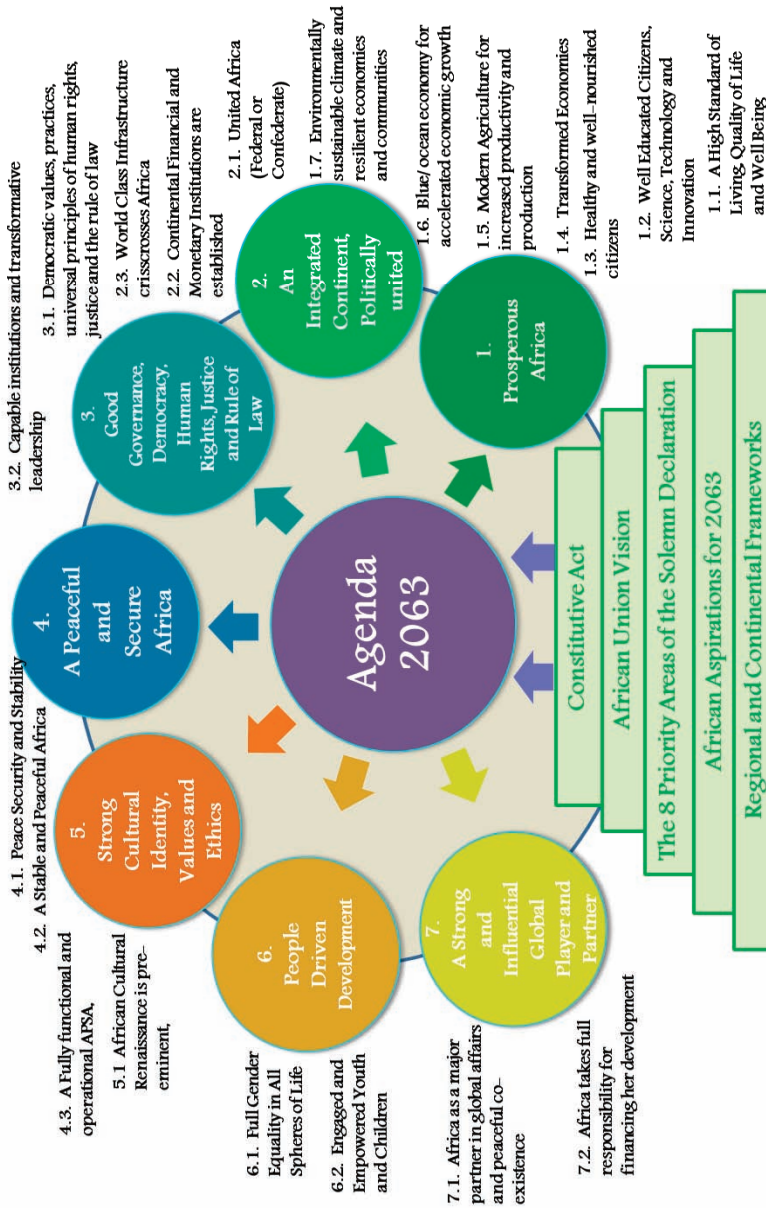 Agenda
2063
1.
Prosperous
Africa
2.
An
Integrated
Continent,
Politically
united
3.
Good
Governance,
Democracy,
Human
Rights, Justice
and Rule of
Law
4.
A Peaceful
and
Secure
Africa
5.
Strong
Cultural
Identity,
Values and
Ethics
6.
People
Driven
Development
7.
A Strong
and
Influential
Global
Player and
Partner
4.1. Peace Security and Stability
4.2. A Stable and Peaceful Africa
4.3. A Fully functional and
operational APSA,
5.1 African Cultural
Renaissance is pre-
eminent,
6.1. Full Gender
Equality in All
Spheres of Life
6.2. Engaged and
Empowered Youth
and Children
7.1. Africa as a major
partner in global affairs
and peaceful co-
existence
7.2. Africa takes full
responsibility for
financing her development
3.2. Capable institutions and transformative
leadership
3.1. Democratic values, practices,
universal principles of human rights,
justice and the rule of law
2.3. World Class Infrastructure
crisscrosses Africa
2.2. Continental Financial and
Monetary Institutions are
established
2.1. United Africa
(Federal or
Confederate)
1.7. Environmentally
sustainable climate and
resilient economies
and communities
1.6. Blue/ ocean economy for
accelerated economic growth
1.5. Modern Agriculture for
increased productivity and
production
1.4. Transformed Economies
1.3. Healthy and well-nourished
citizens
1.2. Well Educated Citizens.,
Science, Technology and
Innovation
1.1. A High Standard of
Living, Quality of Life
and Well Being
Constitutive Act
African Union Vision
The 8 Priority Areas of the Solemn Declaration
African Aspirations for 2063
Regional and Continental Frameworks